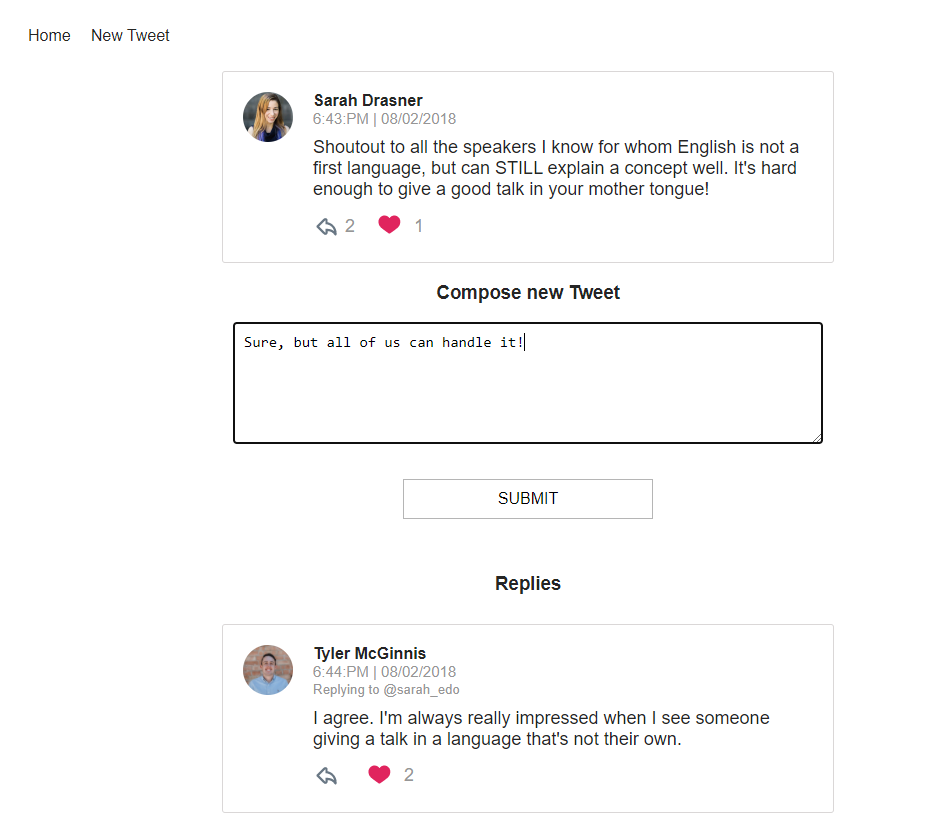 Home New Tweet
Sarah Drasner
6:43:PM | 08/02/2018
Shoutout to all the speakers I know for whom English is not a
first language, but can STILL explain a concept well. It's hard
enough to give a good talk in your mother tongue!
2 1
Compose new Tweet
Sure, but all of us can handle it!
SUBMIT
Replies
Tyler McGinnis
6:44:PM | 08/02/2018
Replying to @sarah_edo
I agree. I'm always really impressed when I see someone
giving a talk in a language that's not their own.
2